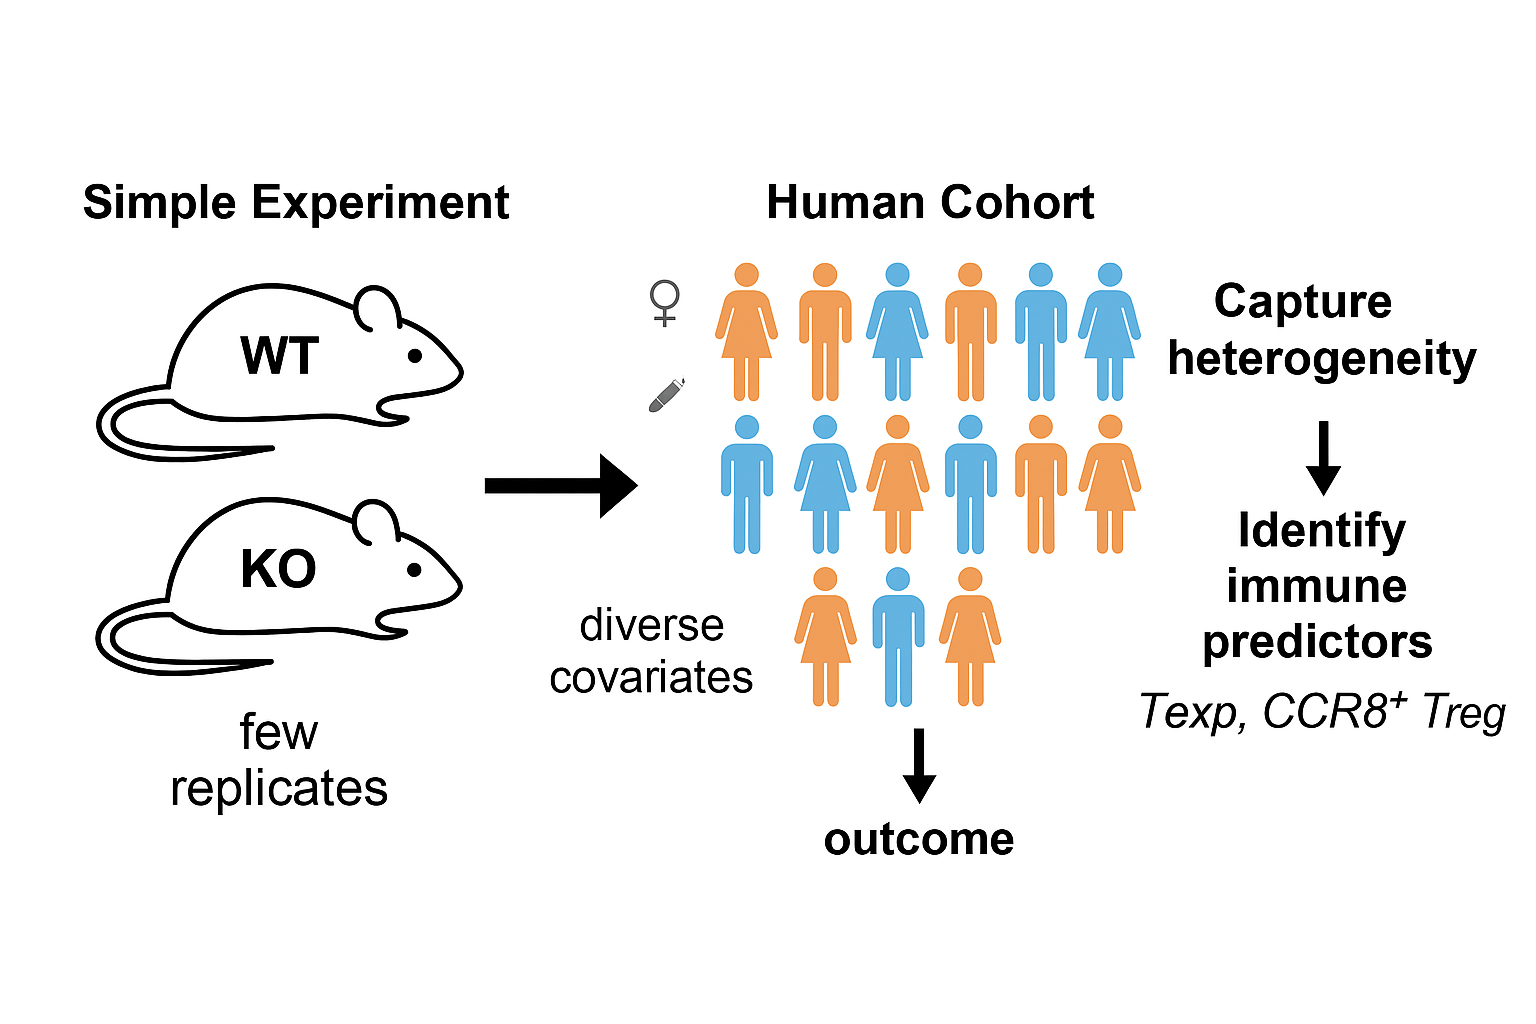 Simple Experiment
WT
KO
few
replicates
Human Cohort
diverse
covariates
outcome
Capture
heterogeneity
Identify
immune
predictors
Texp, CCR8⁺ Treg